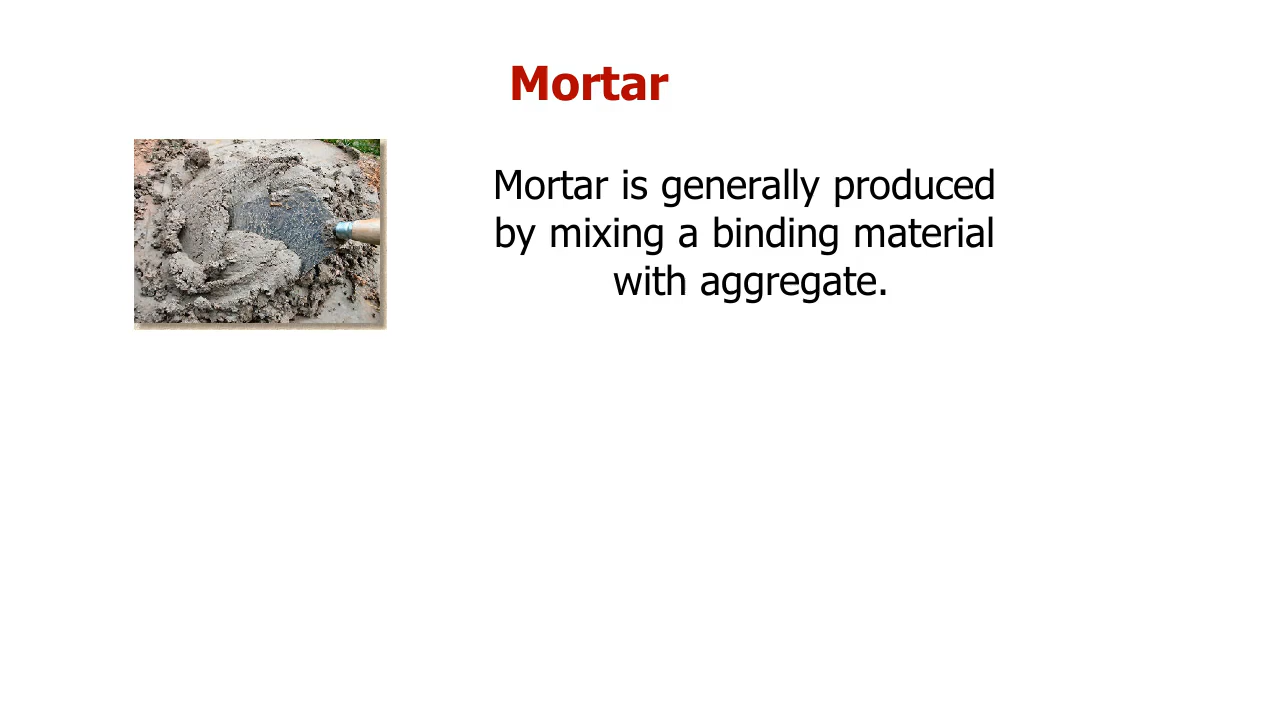 Mortar
Mortar is generally produced
by mixing a binding material
with aggregate.